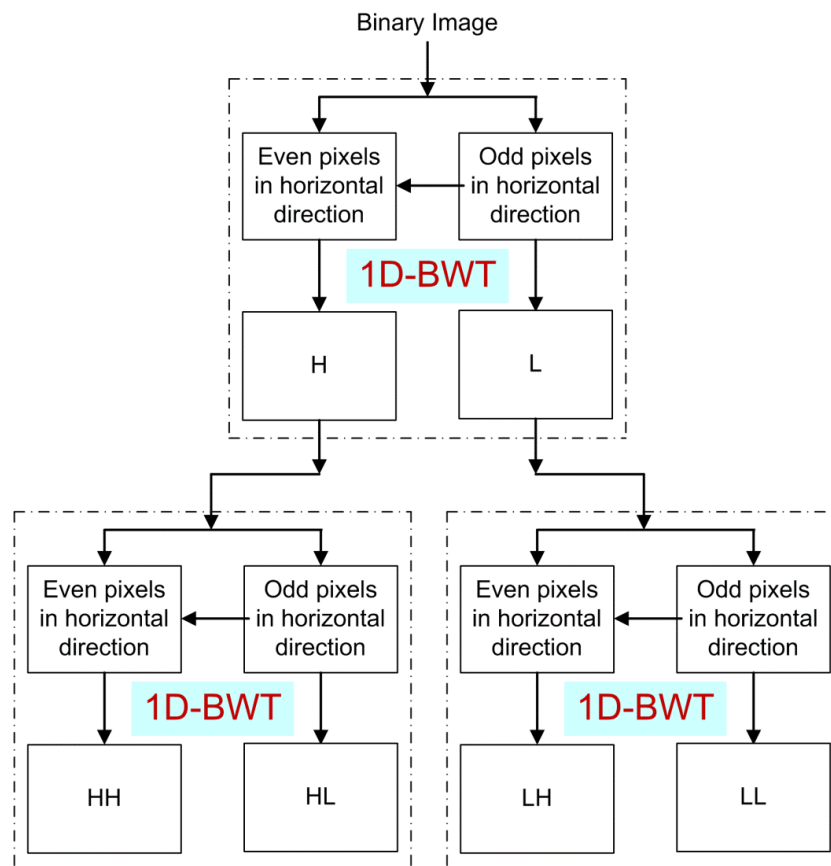 Binary Image
Even pixels
in horizontal
direction
Odd pixels
in horizontal
direction
1D-BWT
H
L
Even pixels
in horizontal
direction
Odd pixels
in horizontal
direction
1D-BWT
HH
HL
Even pixels
in horizontal
direction
Odd pixels
in horizontal
direction
1D-BWT
LH
LL